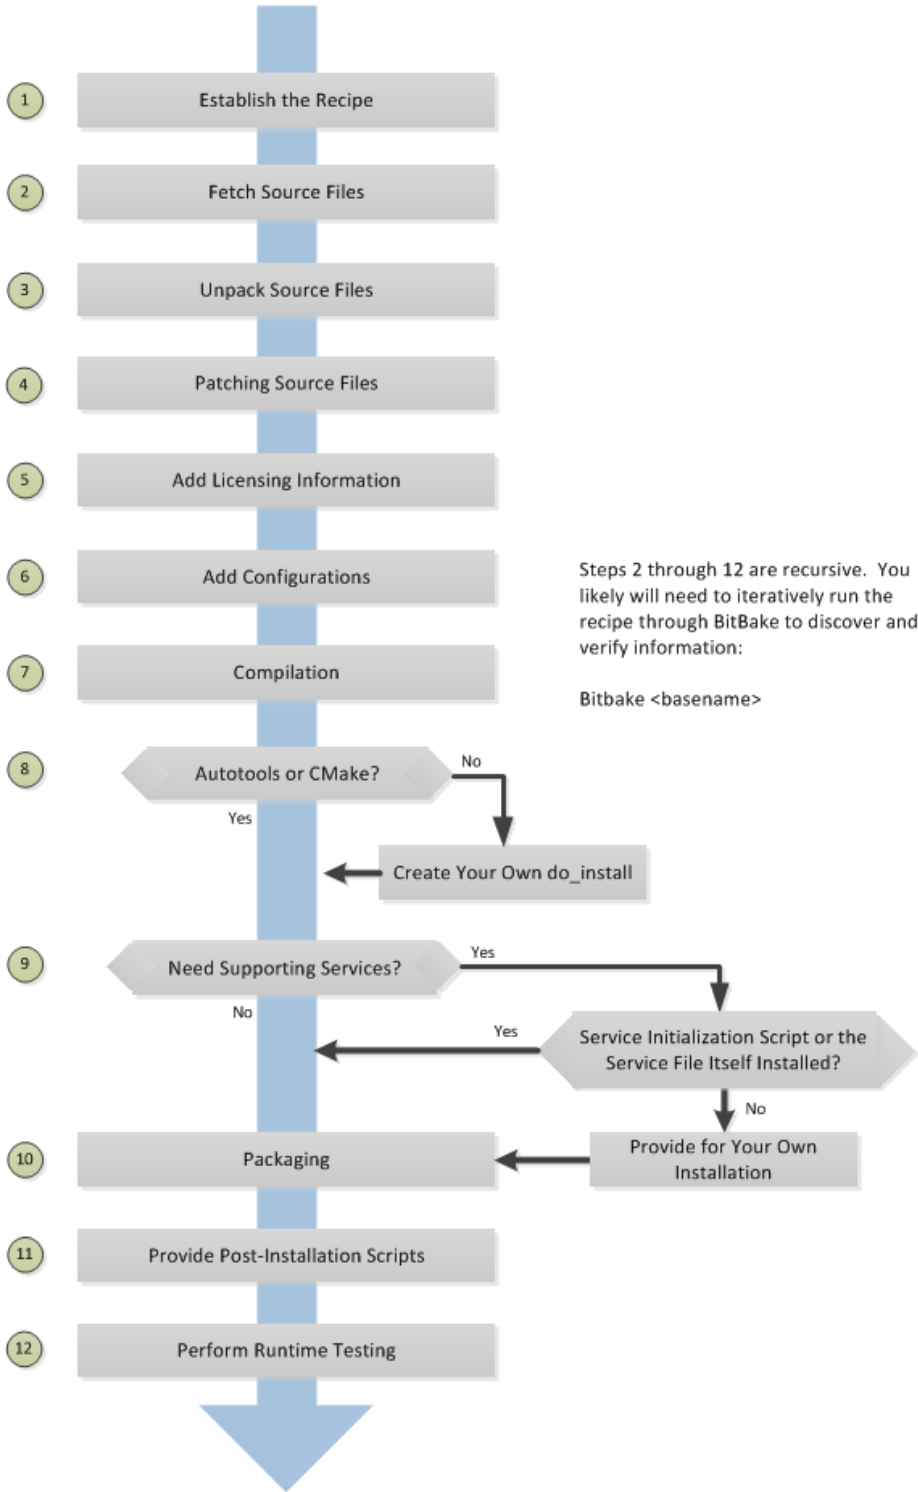 1
Establish the Recipe
2
Fetch Source Files
3
Unpack Source Files
4
Patching Source Files
5
Add Licensing Information
6
Add Configurations
Steps 2 through 12 are recursive. You
likely will need to iteratively run the
recipe through BitBake to discover and
verify information:
Bitbake <basename>
7
Compilation
8
Autotools or CMake?
No
Yes
Create Your Own do_install
9
Need Supporting Services?
Yes
No
Service Initialization Script or the
Service File Itself Installed?
Yes
No
Provide for Your Own
Installation
10
Packaging
11
Provide Post-Installation Scripts
12
Perform Runtime Testing